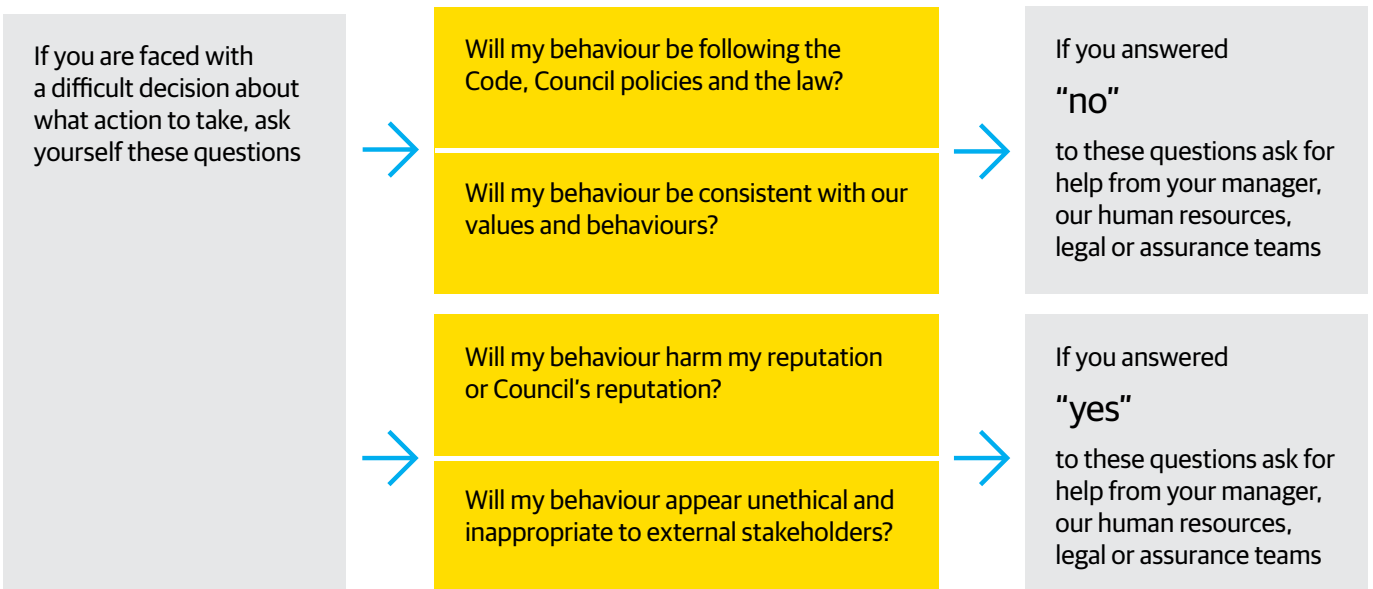 If you are faced with
a difficult decision about
what action to take, ask
yourself these questions
Will my behaviour be following the
Code, Council policies and the law?
Will my behaviour be consistent with our
values and behaviours?
If you answered
“no”
to these questions ask for
help from your manager,
our human resources,
legal or assurance teams
Will my behaviour harm my reputation
or Council’s reputation?
Will my behaviour appear unethical and
inappropriate to external stakeholders?
If you answered
“yes”
to these questions ask for
help from your manager,
our human resources,
legal or assurance teams